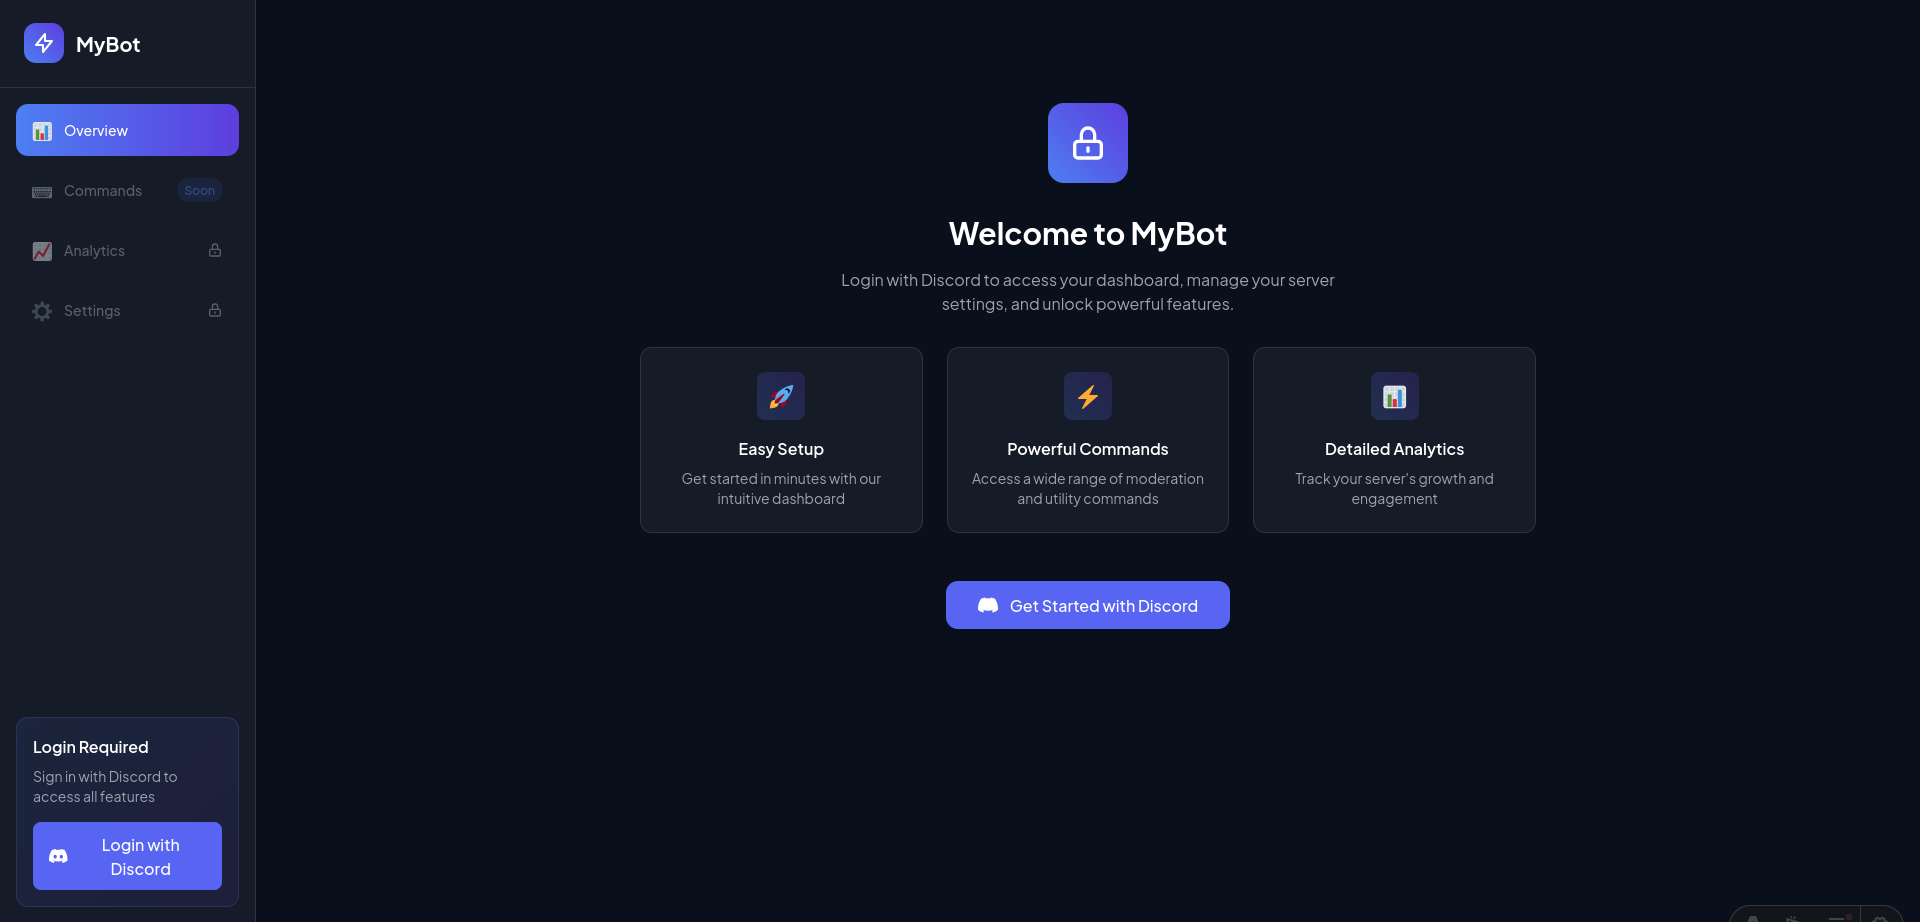 MyBot
Overview
Commands
Soon
Analytics
Settings
Login Required
Sign in with Discord to
access all features
Login with
Discord
Welcome to MyBot
Login with Discord to access your dashboard, manage your server
settings, and unlock powerful features.
Easy Setup
Get started in minutes with our
intuitive dashboard
Powerful Commands
Access a wide range of moderation
and utility commands
Detailed Analytics
Track your server's growth and
engagement
Get Started with Discord